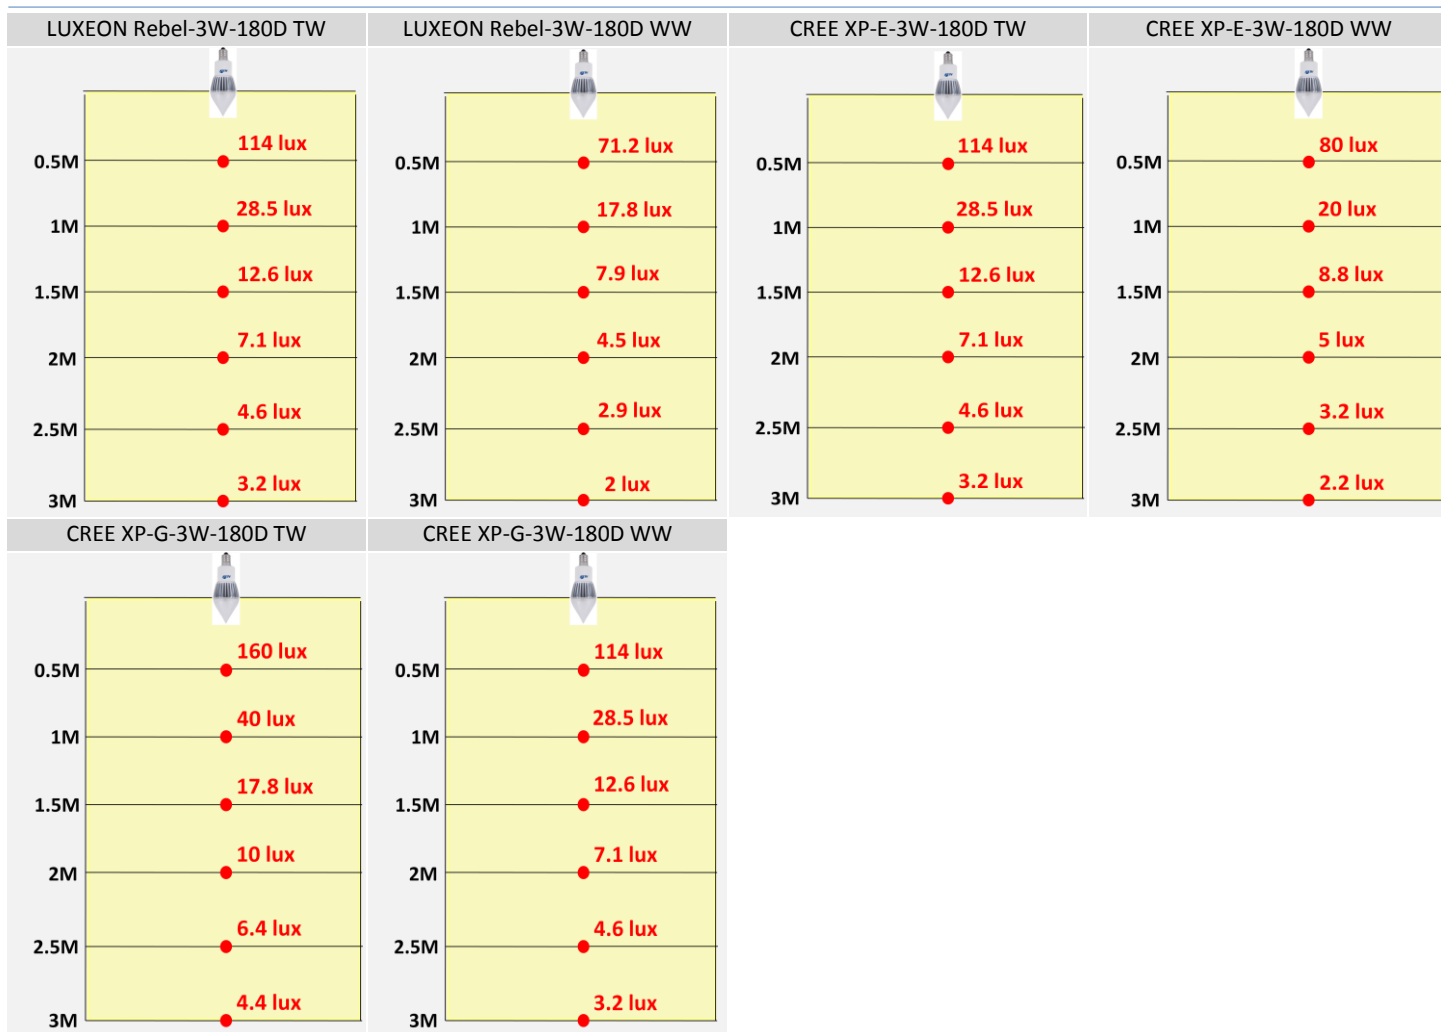 LUXEON Rebel-3W-180D TW
114 lux
0.5M
28.5 lux
1M
12.6 lux
1.5M
7.1 lux
2M
4.6 lux
2.5M
3.2 lux
3M
LUXEON Rebel-3W-180D WW
71.2 lux
0.5M
17.8 lux
1M
7.9 lux
1.5M
4.5 lux
2M
2.9 lux
2.5M
2 lux
3M
CREE XP-E-3W-180D TW
114 lux
0.5M
28.5 lux
1M
12.6 lux
1.5M
7.1 lux
2M
4.6 lux
2.5M
3.2 lux
3M
CREE XP-E-3W-180D WW
80 lux
0.5M
20 lux
1M
8.8 lux
1.5M
5 lux
2M
3.2 lux
2.5M
2.2 lux
3M
CREE XP-G-3W-180D TW
160 lux
0.5M
40 lux
1M
17.8 lux
1.5M
10 lux
2M
6.4 lux
2.5M
4.4 lux
3M
CREE XP-G-3W-180D WW
114 lux
0.5M
28.5 lux
1M
12.6 lux
1.5M
7.1 lux
2M
4.6 lux
2.5M
3.2 lux
3M